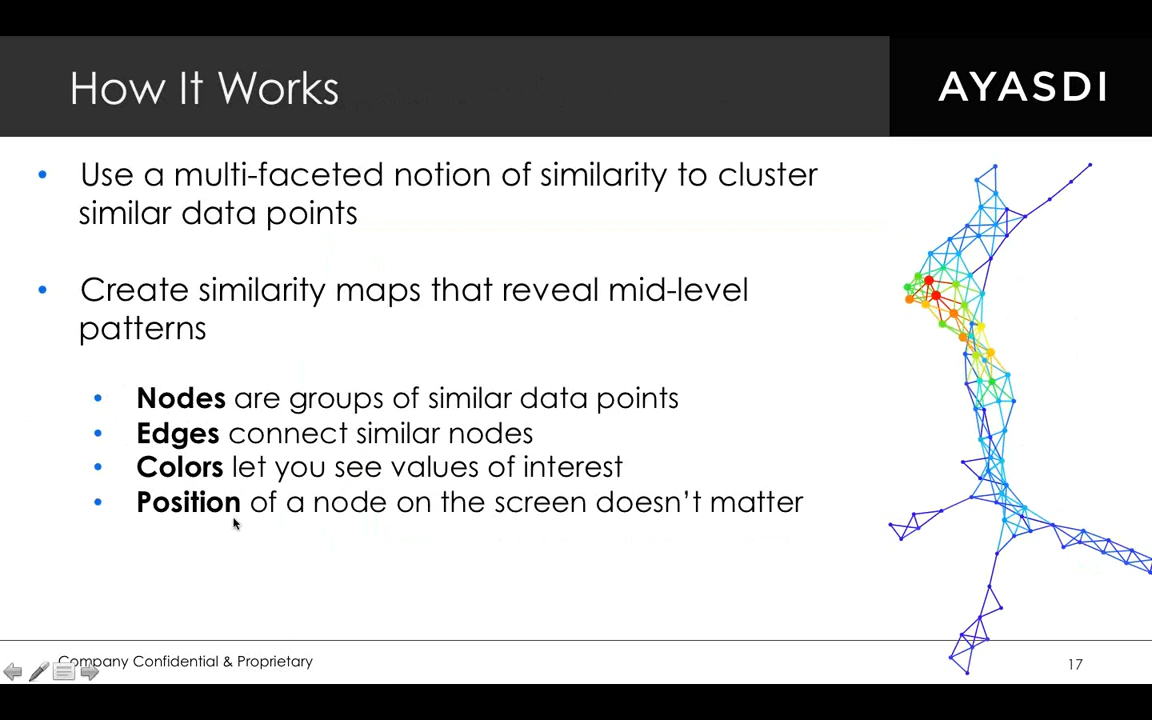 How It Works
AYASDI
• Use a multi-faceted notion of similarity to cluster
similar data points
• Create similarity maps that reveal mid-level
patterns
• Nodes are groups of similar data points
• Edges connect similar nodes
• Colors let you see values of interest
• Position of a node on the screen doesn’t matter
Company Confidential & Proprietary
17